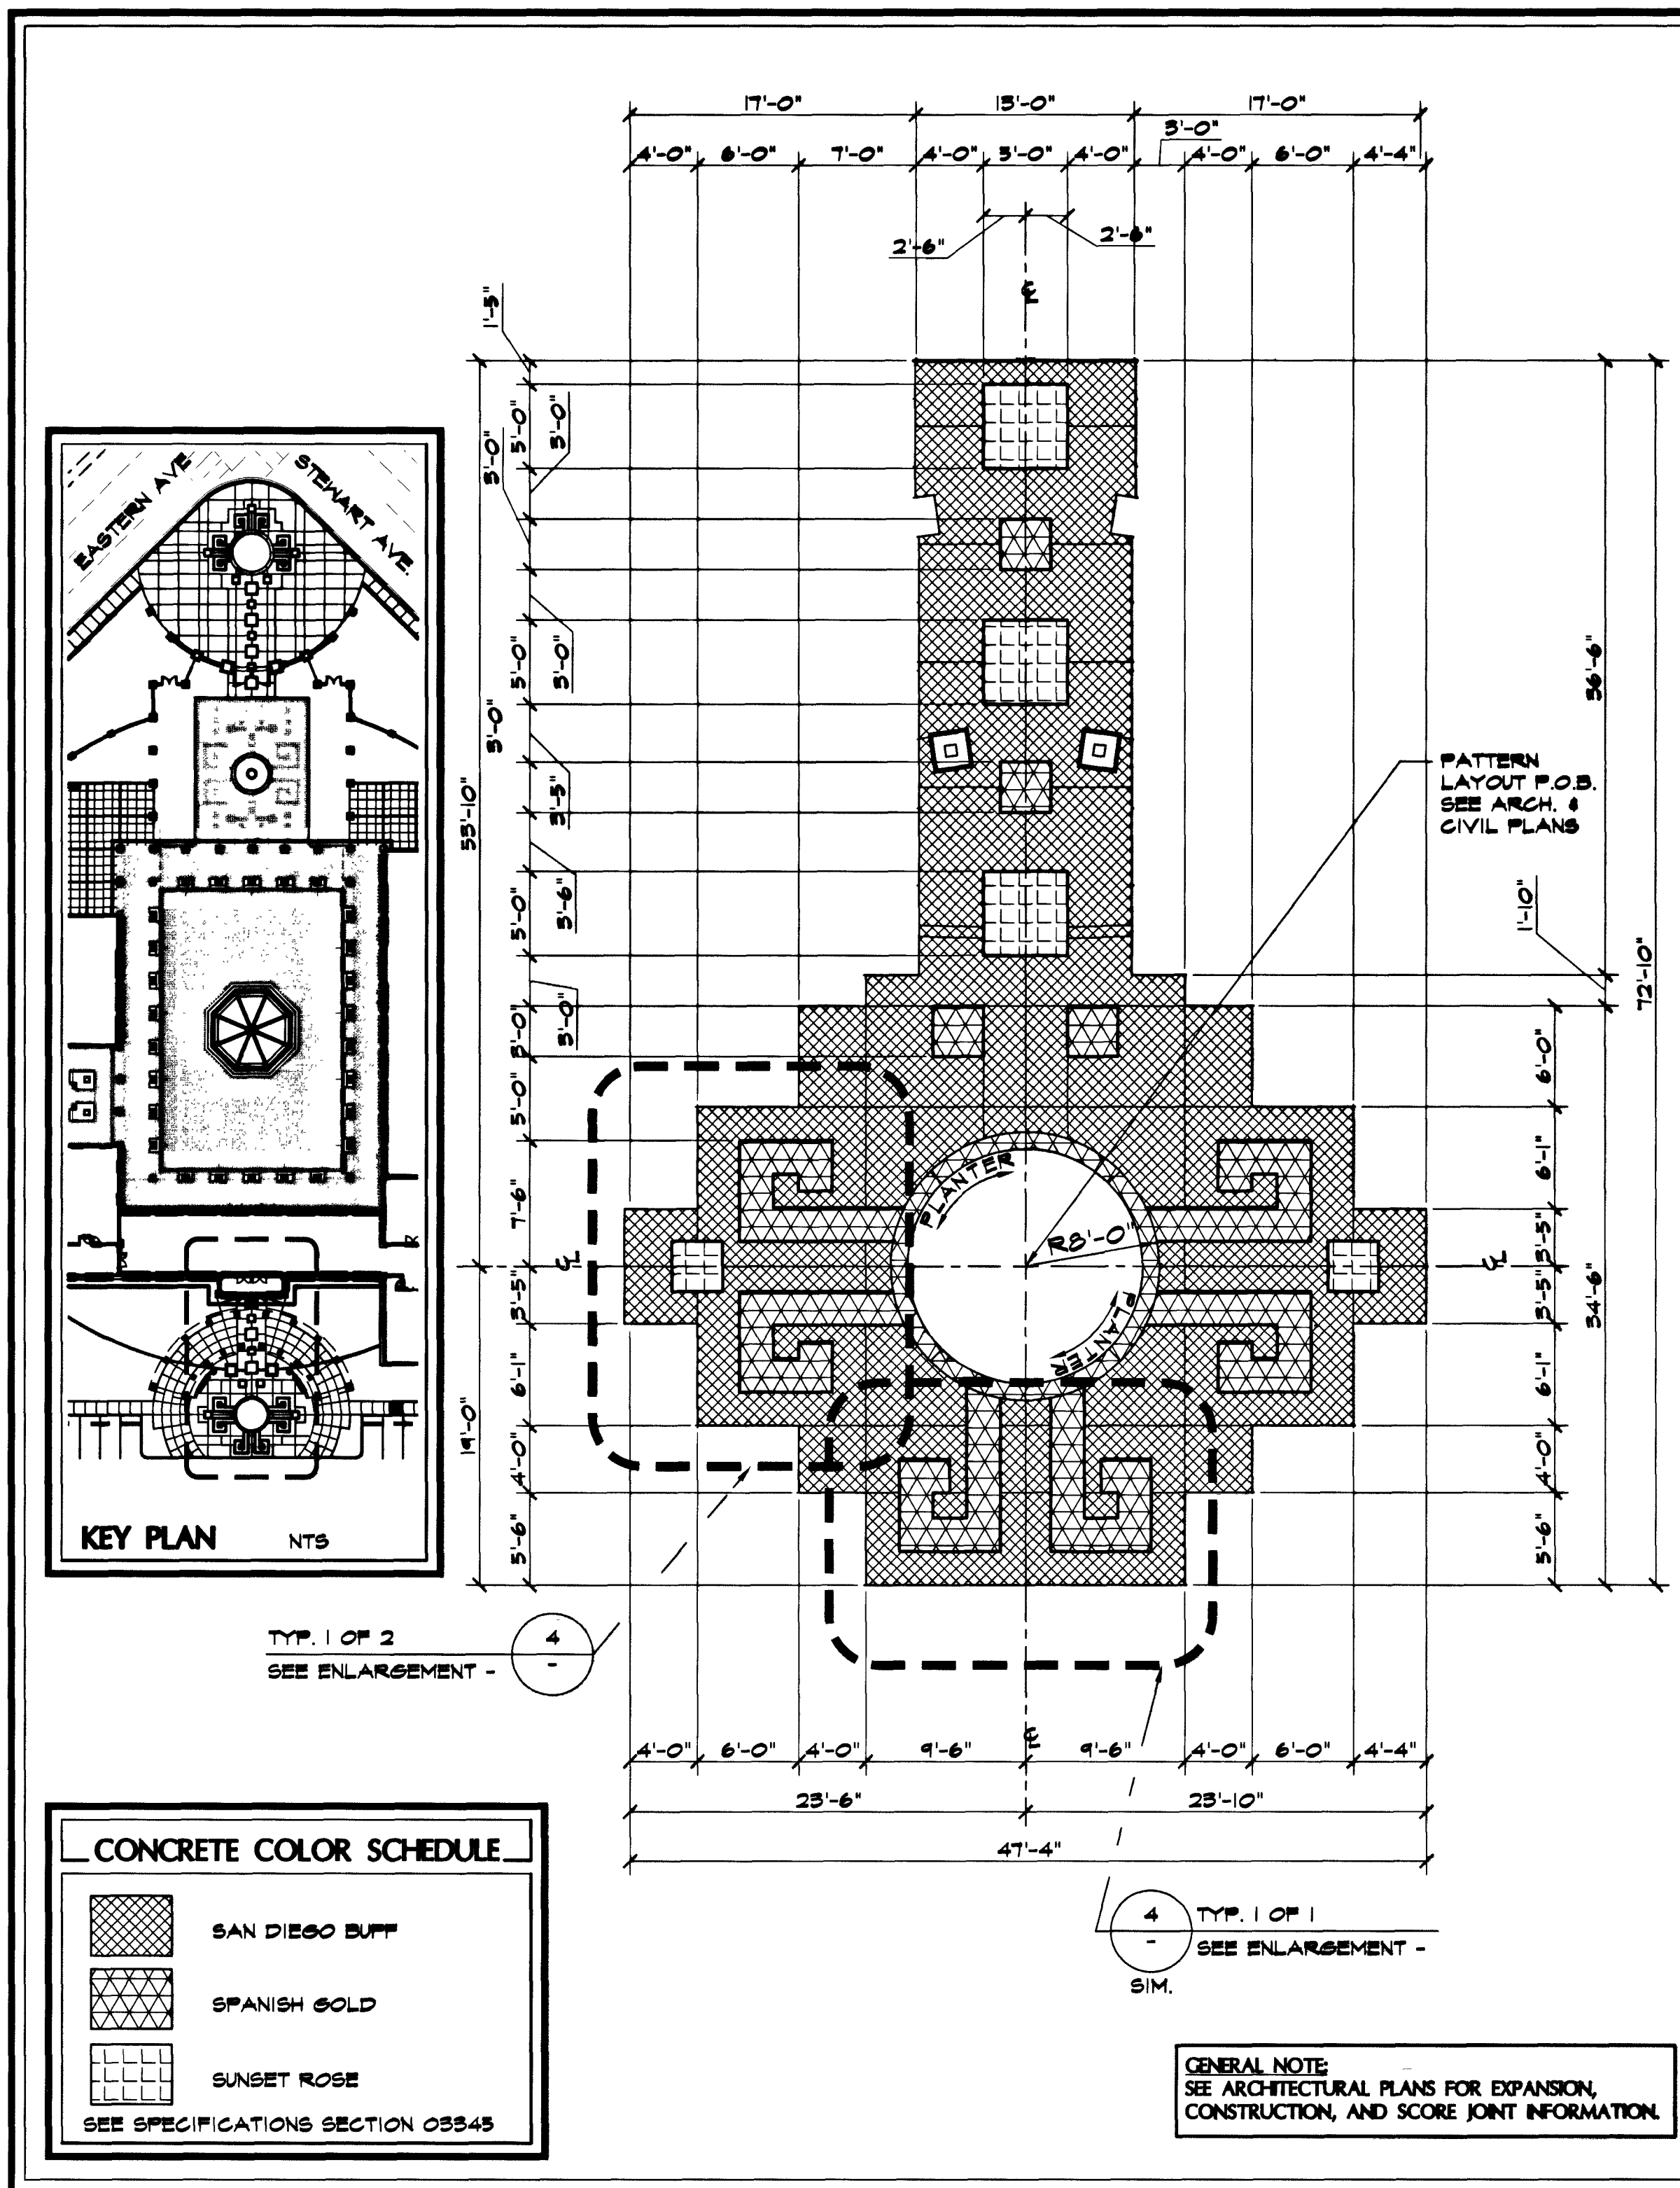 17'-0" 13'-0" 17'-0"
3'-0"
4'-0" 6'-0" 7'-0" 4'-0" 5'-0" 4'-0" 4'-0" 6'-0" 4'-4"
2'-6" 2'-6"
1'-5"
5'-0"
3'-0"
3'-0"
5'-0"
3'-0"
3'-0"
53'-10"
3'-5"
5'-0"
3'-6"
3'-0"
3'-0"
5'-0"
7'-6"
3'-5"
6'-1"
19'-0"
4'-0"
5'-6"
36'-6"
1'-10"
72'-10"
6'-0"
6'-1"
3'-5"
3'-5"
34'-6"
6'-1"
4'-0"
5'-6"
PATTERN
LAYOUT P.O.B.
SEE ARCH. &
CIVIL PLANS
PLANTER
R8'-0"
PLANTER
EASTERN AVE
STEWART AVE.
KEY PLAN NTS
TYP. 1 OF 2
SEE ENLARGEMENT -
4
-
4'-0" 6'-0" 4'-0" 9'-6" 9'-6" 4'-0" 6'-0" 4'-4"
23'-6" 23'-10"
47'-4"
4
-
TYP. 1 OF 1
SEE ENLARGEMENT -
SIM.
CONCRETE COLOR SCHEDULE
SAN DIEGO BUFF
SPANISH GOLD
SUNSET ROSE
SEE SPECIFICATIONS SECTION 03345
GENERAL NOTE:
SEE ARCHITECTURAL PLANS FOR EXPANSION,
CONSTRUCTION, AND SCORE JOINT INFORMATION.